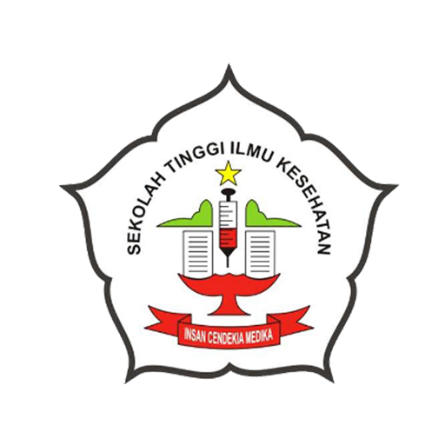 SEKOLAH TINGGI ILMU KESEHATAN
INSAN CENDEKIA MEDIKA